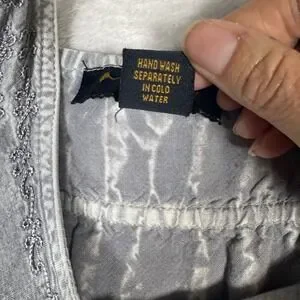 HAND WASH
SEPARATELY
IN COLD
WATER